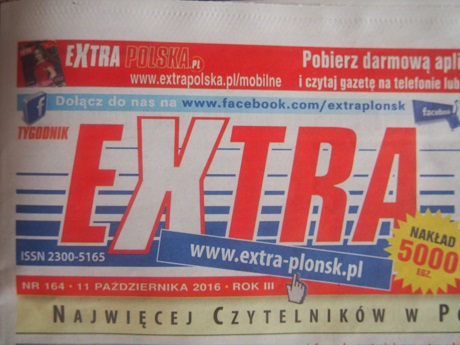 EXTRA POLSKA.PL
www.extrapolska.pl/mobilne
Pobierz darmową apli
i czytaj gazetę na telefonie lub
Dołącz do nas na www.facebook.com/extraplonsk
facebook
TYGODNIK
EXTRA
ISSN 2300-5165
www.extra-plonsk.pl
NAKŁAD
5000
EGZ.
NR 164 • 11 PAŹDZIERNIKA 2016 • ROK III
NAJWIĘCEJ CZYTELNIKÓW W PO